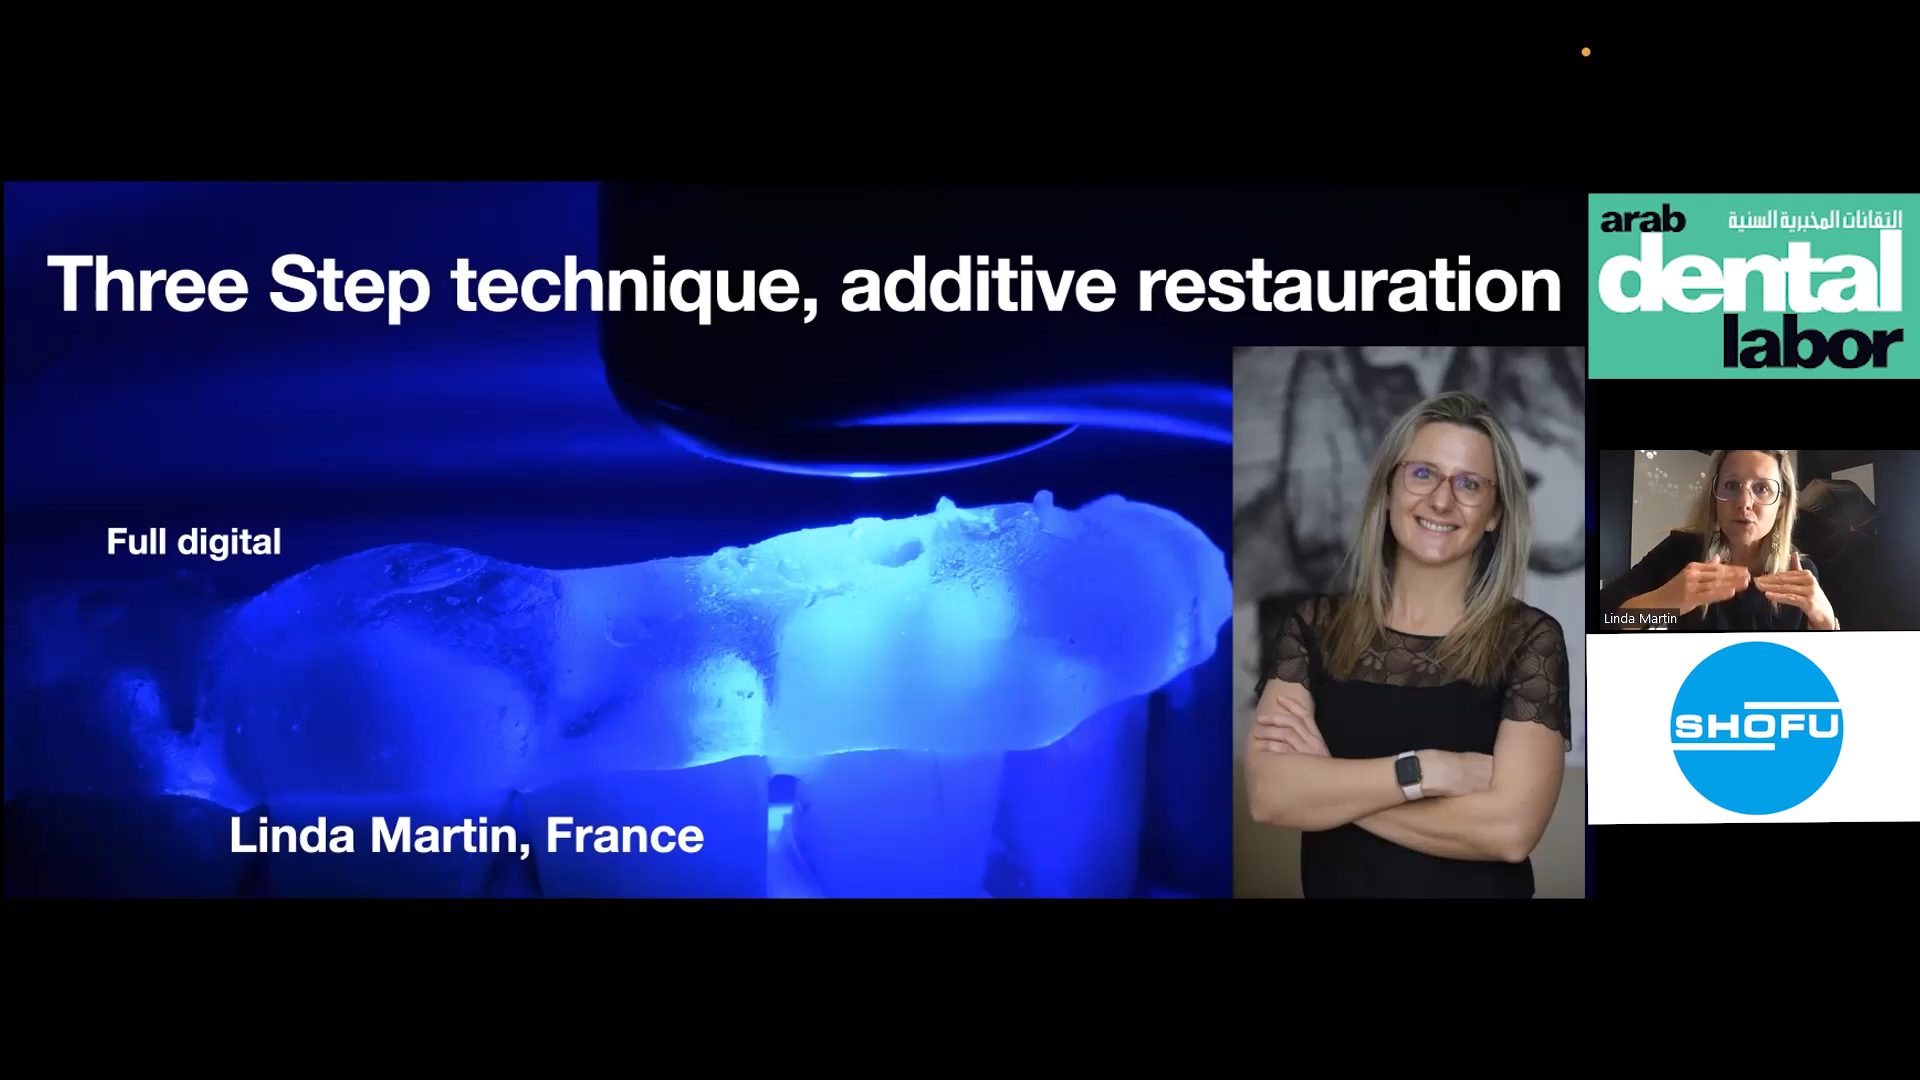 Three Step technique, additive restauration
Full digital
Linda Martin, France
arab
التقانات المخبرية السنية
dental
labor
Linda Martin
SHOFU